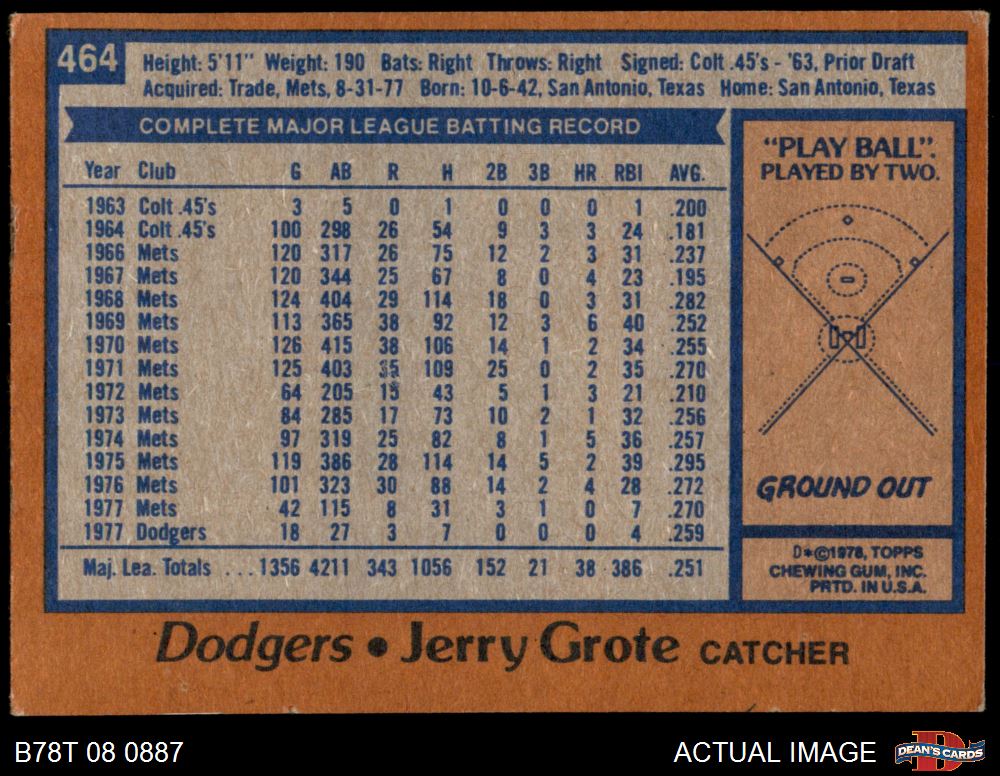 464
Height: 5'11" Weight: 190 Bats: Right Throws: Right Signed: Colt .45's - '63, Prior Draft
Acquired: Trade, Mets, 8-31-77 Born: 10-6-42, San Antonio, Texas Home: San Antonio, Texas
COMPLETE MAJOR LEAGUE BATTING RECORD
Year Club G AB R H 2B 3B HR RBI AVG.
1963 Colt .45's 3 5 0 1 0 0 0 1 .200
1964 Colt .45's 100 298 26 54 9 3 3 24 .181
1966 Mets 120 317 26 75 12 2 3 31 .237
1967 Mets 120 344 25 67 8 0 4 23 .195
1968 Mets 124 404 29 114 18 0 3 31 .282
1969 Mets 113 365 38 92 12 3 6 40 .252
1970 Mets 126 415 38 106 14 1 2 34 .255
1971 Mets 125 403 35 109 25 0 2 35 .270
1972 Mets 64 205 15 43 5 1 3 21 .210
1973 Mets 84 285 17 73 10 2 1 32 .256
1974 Mets 97 319 25 82 8 1 5 36 .257
1975 Mets 119 386 28 114 14 5 2 39 .295
1976 Mets 101 323 30 88 14 2 4 28 .272
1977 Mets 42 115 8 31 3 1 0 7 .270
1977 Dodgers 18 27 3 7 0 0 0 4 .259
Maj. Lea. Totals ... 1356 4211 343 1056 152 21 38 386 .251
"PLAY BALL".
PLAYED BY TWO.
GROUND OUT
D*©1978, TOPPS
CHEWING GUM, INC.
PRTD. IN U.S.A.
Dodgers • Jerry Grote CATCHER
B78T 08 0887
ACTUAL IMAGE
DEAN'S CARDS